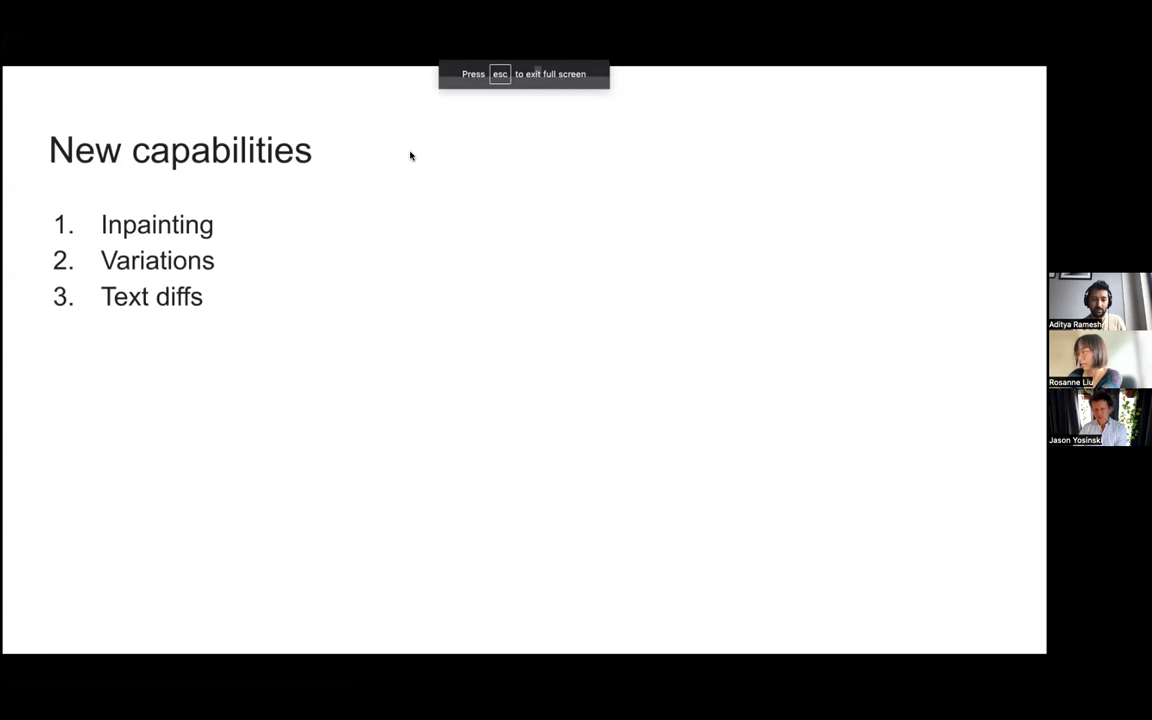 Press esc to exit full screen
New capabilities
1. Inpainting
2. Variations
3. Text diffs
Aditya Ramesh
Rosanne Liu
Jason Yosinski